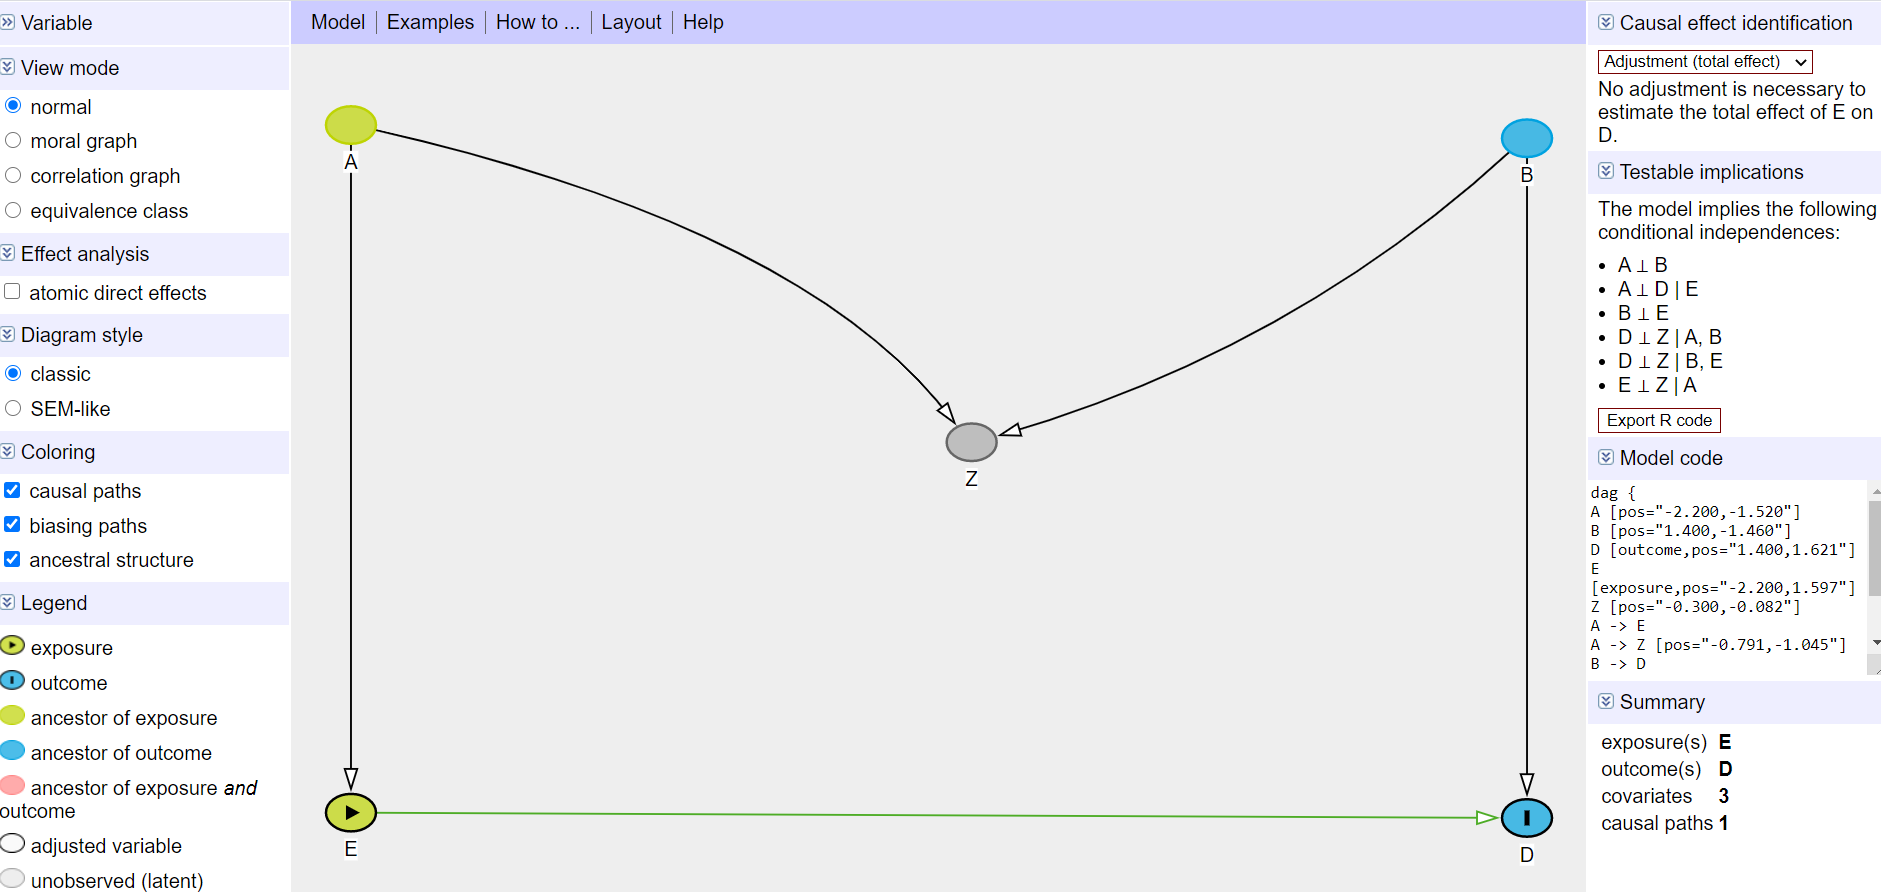 Variable
View mode
normal
moral graph
correlation graph
equivalence class
Effect analysis
atomic direct effects
Diagram style
classic
SEM-like
Coloring
causal paths
biasing paths
ancestral structure
Legend
exposure
outcome
ancestor of exposure
ancestor of outcome
ancestor of exposure and
outcome
adjusted variable
unobserved (latent)
Model | Examples | How to ... | Layout | Help
A
B
Z
E
D
Causal effect identification
Adjustment (total effect)
No adjustment is necessary to
estimate the total effect of E on
D.
Testable implications
The model implies the following
conditional independences:
• A ⊥ B
• A ⊥ D | E
• B ⊥ E
• D ⊥ Z | A, B
• D ⊥ Z | B, E
• E ⊥ Z | A
Export R code
Model code
dag {
A [pos="-2.200,-1.520"]
B [pos="1.400,-1.460"]
D [outcome,pos="1.400,1.621"]
E
[exposure,pos="-2.200,1.597"]
Z [pos="-0.300,-0.082"]
A -> E
A -> Z [pos="-0.791,-1.045"]
B -> D
Summary
exposure(s) E
outcome(s) D
covariates 3
causal paths 1